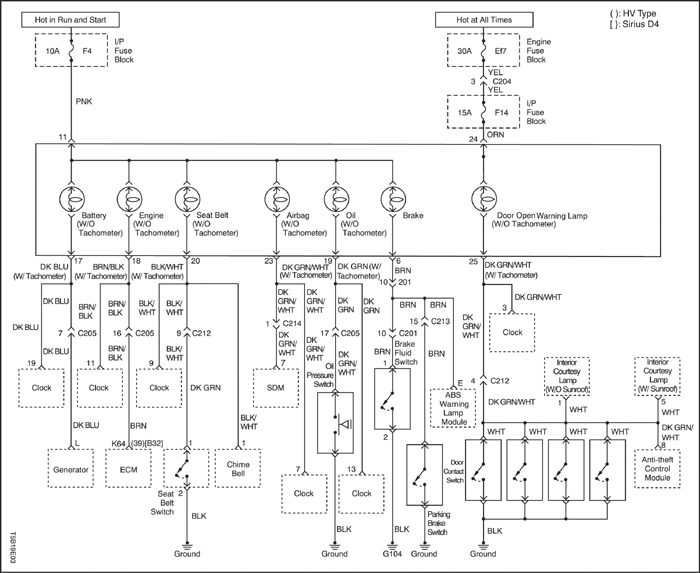 Hot in Run and Start
Hot at All Times
( ): HV Type
[ ]: Sirius D4
10A F4
I/P
Fuse
Block
30A Ef7
Engine
Fuse
Block
YEL
3 C204
YEL
PNK
15A F14
I/P
Fuse
Block
ORN
11
24
Battery
(W/O
Tachometer)
Engine
(W/O
Tachometer)
Seat Belt
(W/O
Tachometer)
Airbag
(W/O
Tachometer)
Oil
(W/O
Tachometer)
Brake
Door Open Warning Lamp
(W/O Tachometer)
17
18
20
23
19
6
25
DK BLU
(W/ Tachometer)
BRN/BLK
(W/ Tachometer)
BLK/WHT
(W/ Tachometer)
DK GRN/WHT
(W/ Tachometer)
DK GRN (W/
Tachometer)
BRN
DK GRN/WHT
(W/ Tachometer)
10 201
DK BLU
DK BLU
BRN/
BLK
BRN/
BLK
BLK/
WHT
BLK/
WHT
DK
GRN/
WHT
DK
GRN/
WHT
DK
GRN
DK
GRN
BRN
BRN
DK GRN/WHT
3
Clock
7 C205
16 C205
9 C212
1 C214
17 C205
10 C201
15 C213
DK
GRN/
WHT
BRN/
BLK
BLK/WHT
DK
GRN/
WHT
DK
GRN/
WHT
Brake
Fluid
Switch
BRN
BRN
19
Clock
11
Clock
9
Clock
DK GRN
7
SDM
Oil
Pressure
Switch
1
2
E
ABS
Warning
Lamp
Module
4 C212
DK GRN/WHT
Interior
Courtesy
Lamp
(W/O Sunroof)
Interior
Courtesy
Lamp
(W/ Sunroof)
1 WHT
5
WHT
DK BLU
BRN
BLK/
WHT
WHT
WHT
WHT
WHT
DK GRN/
WHT
L
Generator
K64 (39)[B32]
ECM
1
2
Seat
Belt
Switch
1
Chime
Bell
7
Clock
13
Clock
Door
Contact
Switch
8
Anti-theft
Control
Module
Parking
Brake
Switch
BLK
BLK
BLK
BLK
Ground
Ground
G104
Ground
Ground
T5B19E03